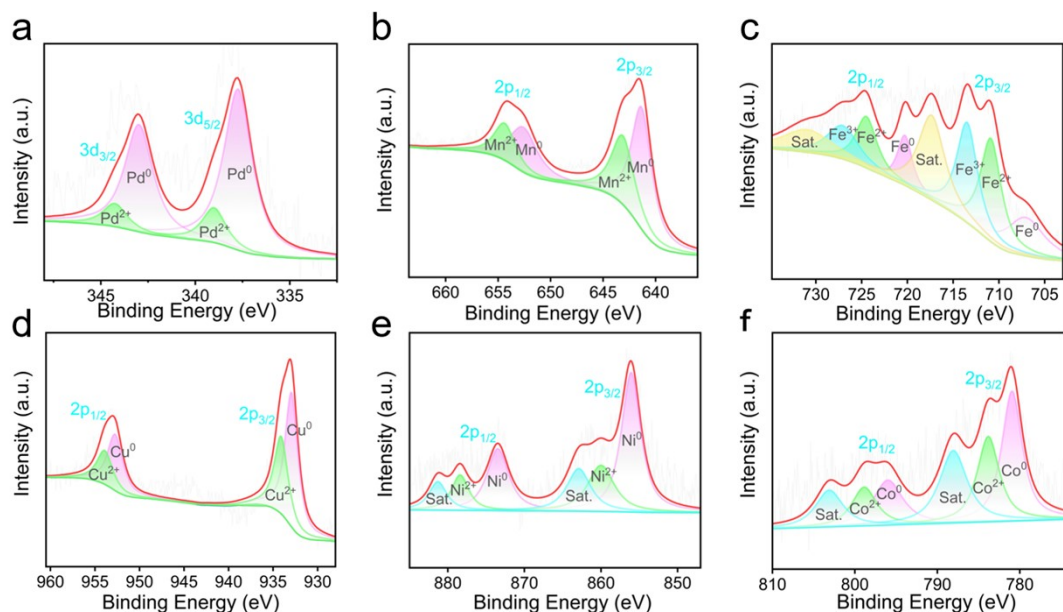 a
3d3/2
3d5/2
Pd0
Pd0
Pd2+
Pd2+
345
340
335
Binding Energy (eV)
Intensity (a.u.)
b
2p1/2
2p3/2
Mn2+
Mn0
Mn2+
Mn0
660
655
650
645
640
Binding Energy (eV)
Intensity (a.u.)
c
2p1/2
2p3/2
Sat.
Fe3+
Fe2+
Fe0
Sat.
Fe3+
Fe2+
Fe0
730
725
720
715
710
705
Binding Energy (eV)
Intensity (a.u.)
d
2p1/2
2p3/2
Cu2+
Cu0
Cu2+
Cu0
960
955
950
945
940
935
930
Binding Energy (eV)
Intensity (a.u.)
e
2p1/2
2p3/2
Sat.
Ni2+
Ni0
Sat.
Ni2+
Ni0
880
870
860
850
Binding Energy (eV)
Intensity (a.u.)
f
2p1/2
2p3/2
Sat.
Co2+
Co0
Sat.
Co2+
Co0
810
800
790
780
Binding Energy (eV)
Intensity (a.u.)